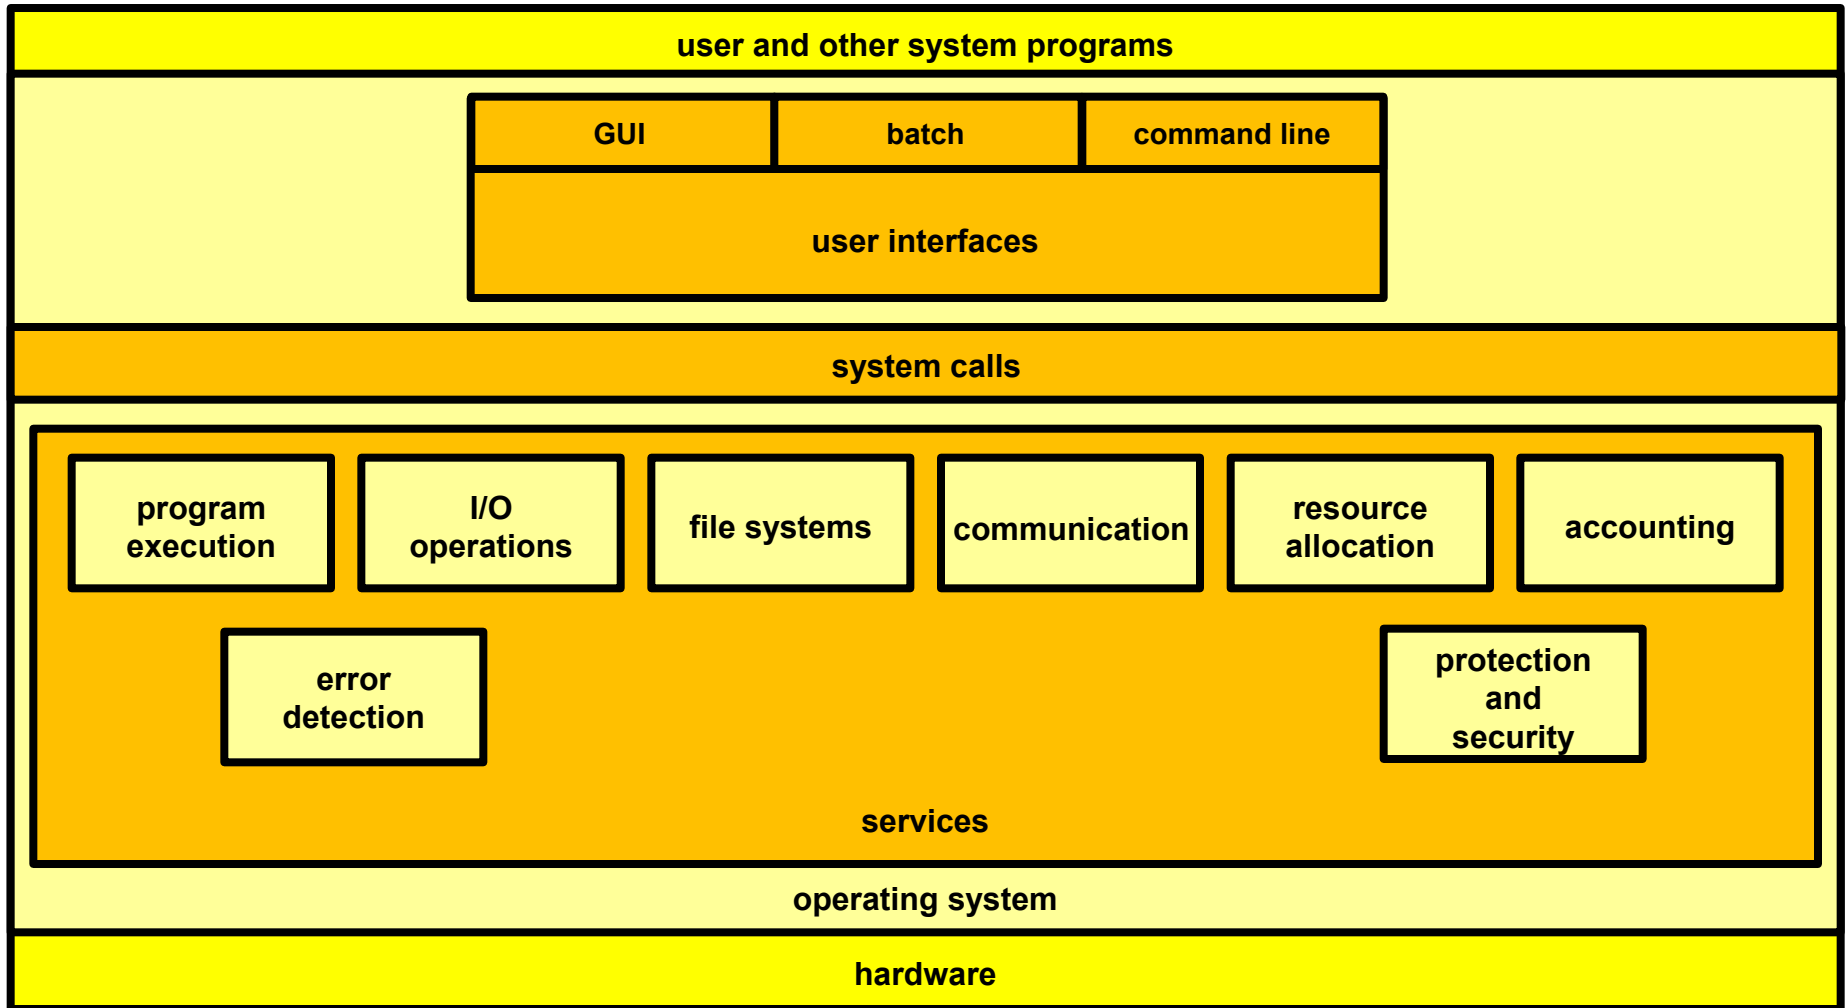 user and other system programs
GUI
batch
command line
user interfaces
system calls
program
execution
I/O
operations
file systems
communication
resource
allocation
accounting
error
detection
protection
and
security
services
operating system
hardware